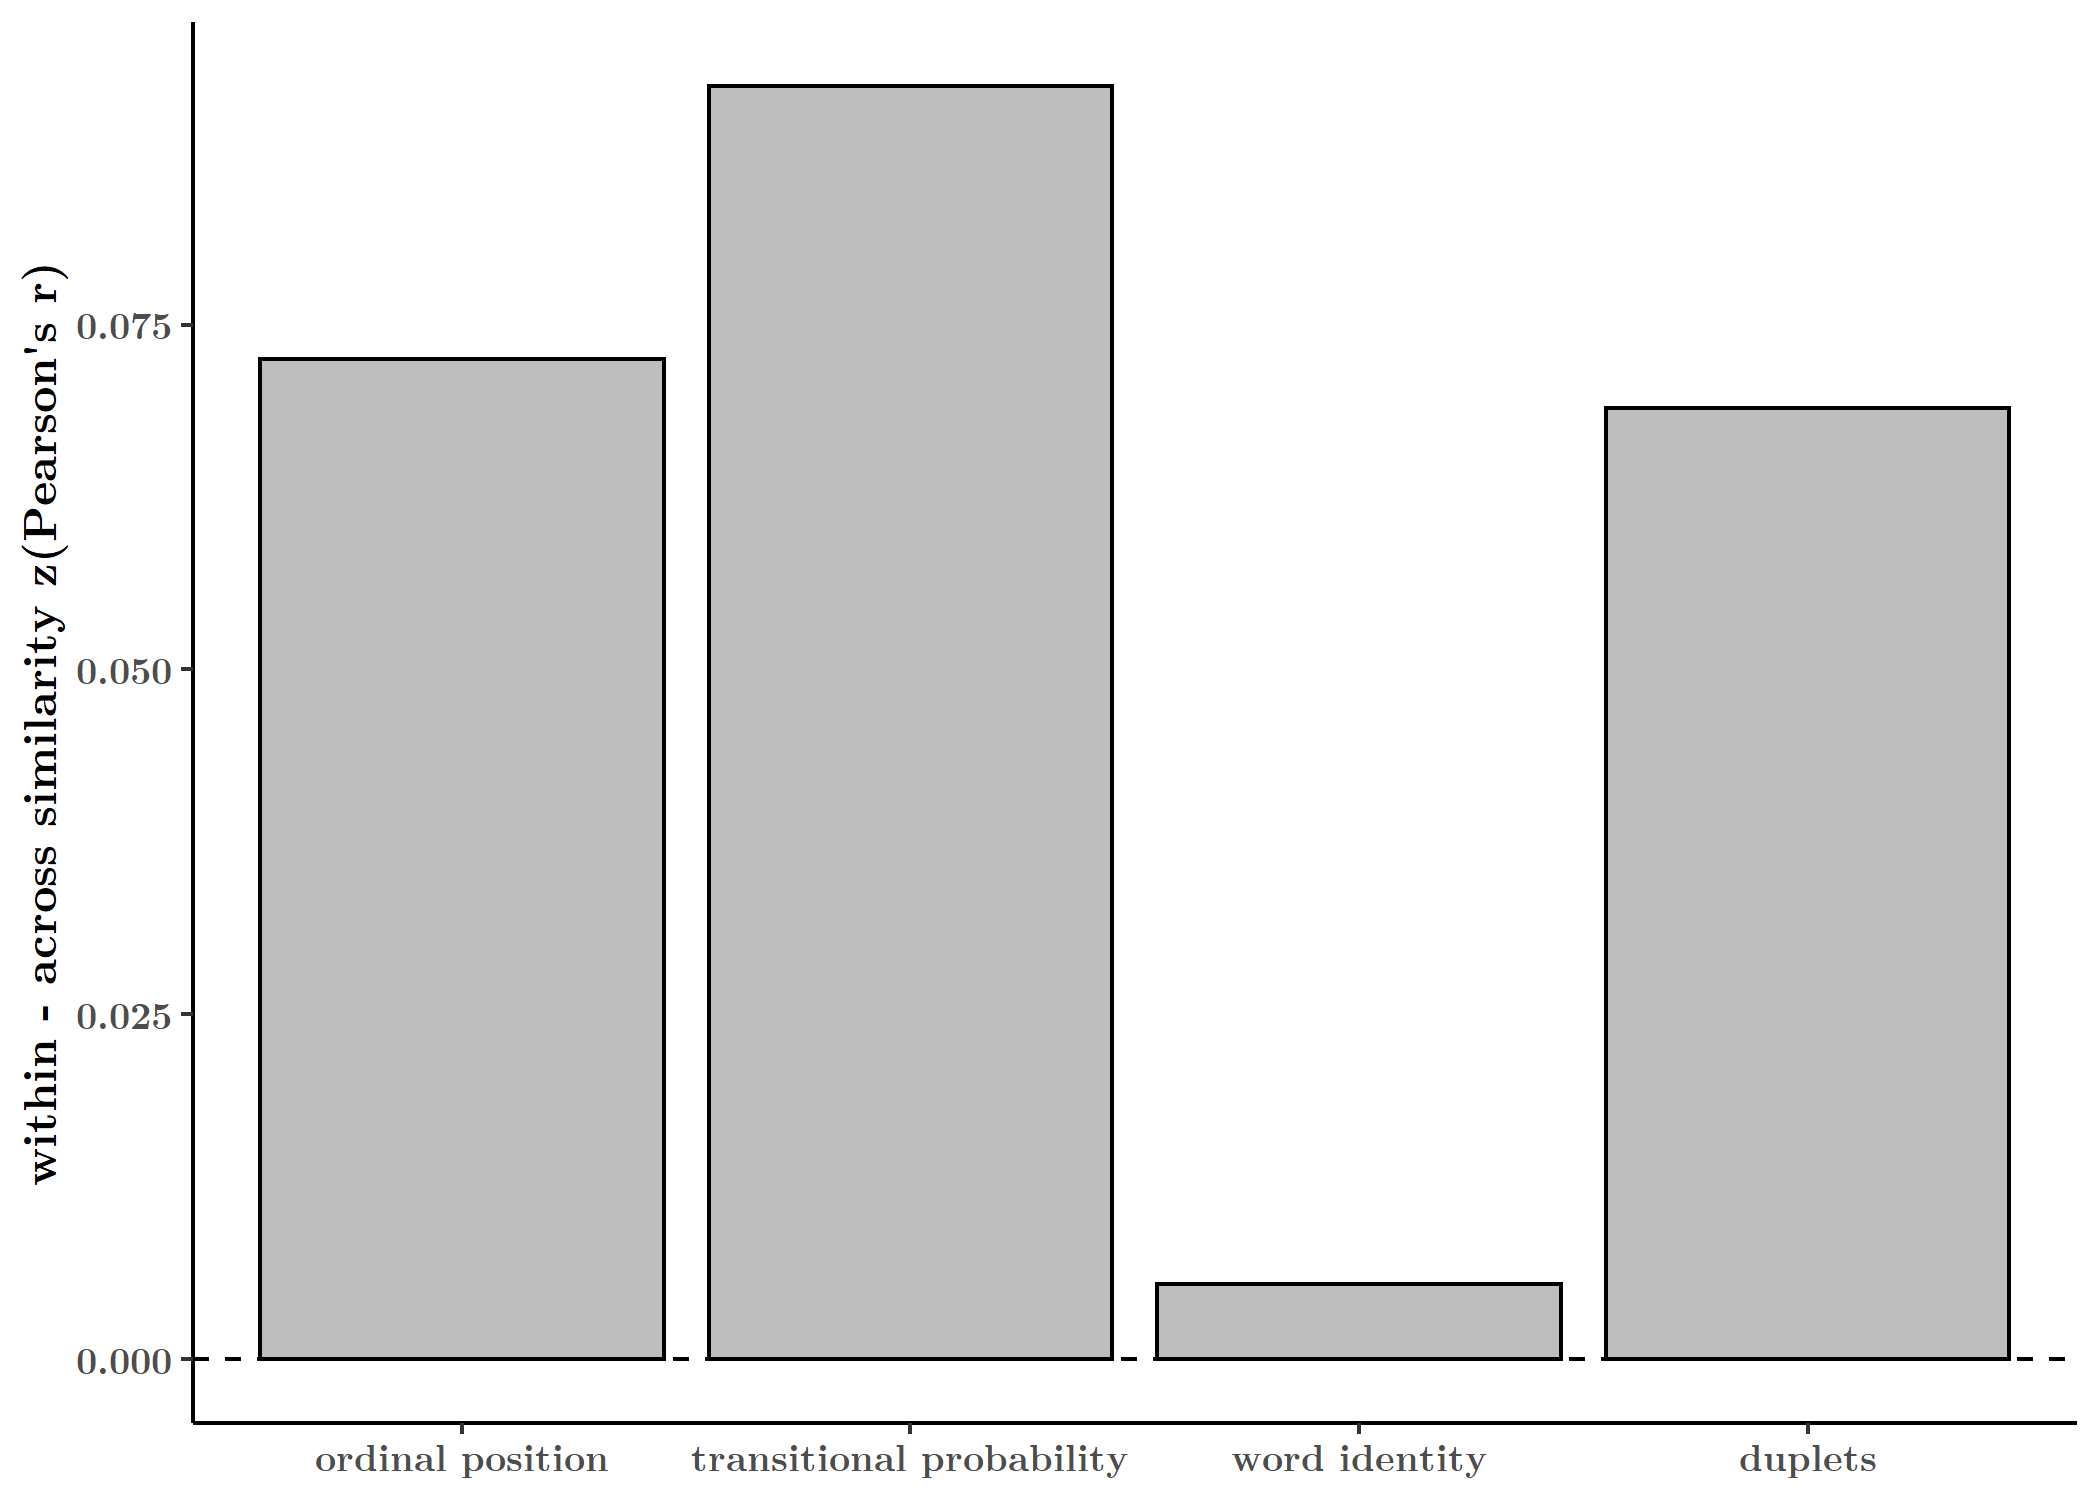 within - across similarity z(Pearson's r)
0.075
0.050
0.025
0.000
ordinal position
transitional probability
word identity
duplets